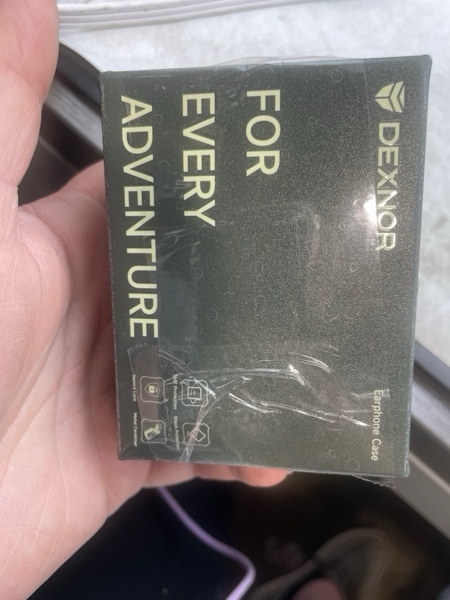 DEXNOR
Earphone Case
FOR
EVERY
ADVENTURE